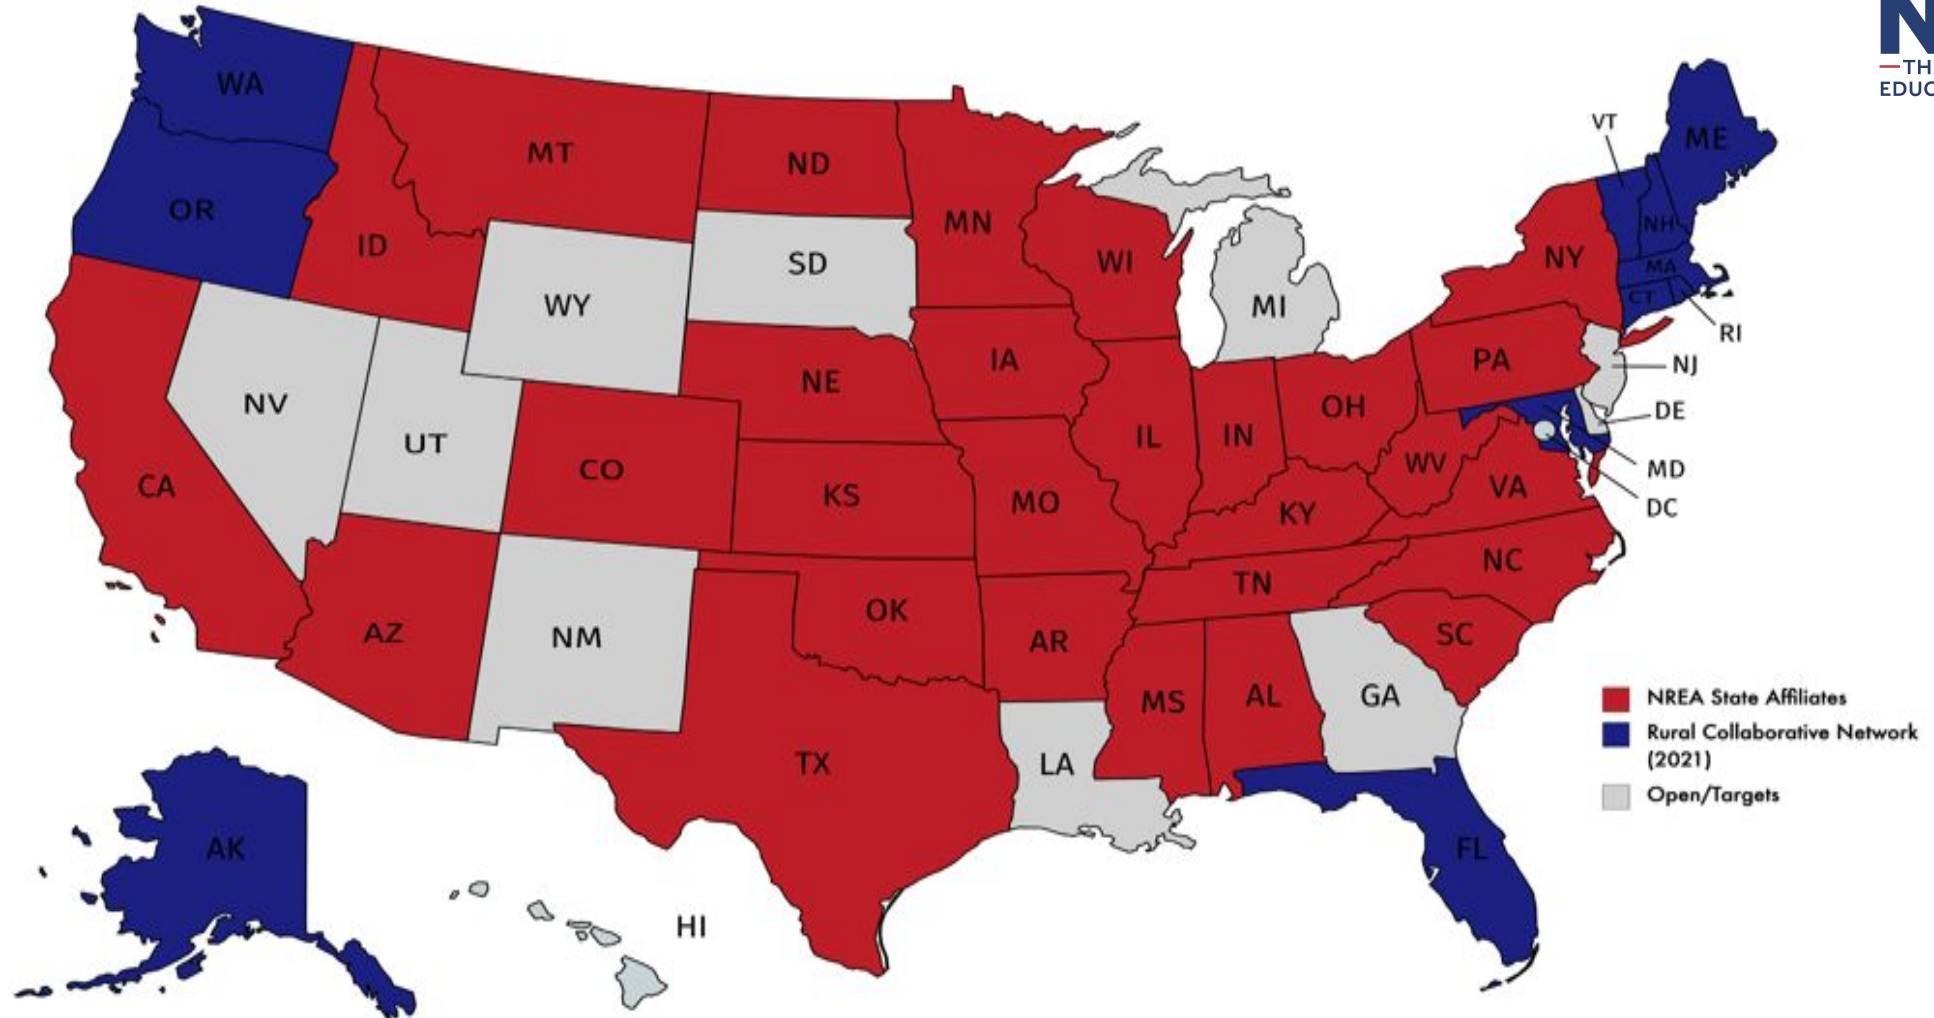 N
—TH
EDUC
WA
ME
VT
MT
ND
OR
MN
NH
ID
WI
NY
SD
MA
CT
WY
MI
RI
IA
PA
NJ
NE
NV
OH
DE
IL
IN
UT
WV
MD
CO
CA
KS
MO
VA
DC
KY
NC
TN
OK
AZ
NM
AR
SC
MS
AL
GA
NREA State Affiliates
Rural Collaborative Network
(2021)
TX
LA
Open/Targets
AK
FL
HI